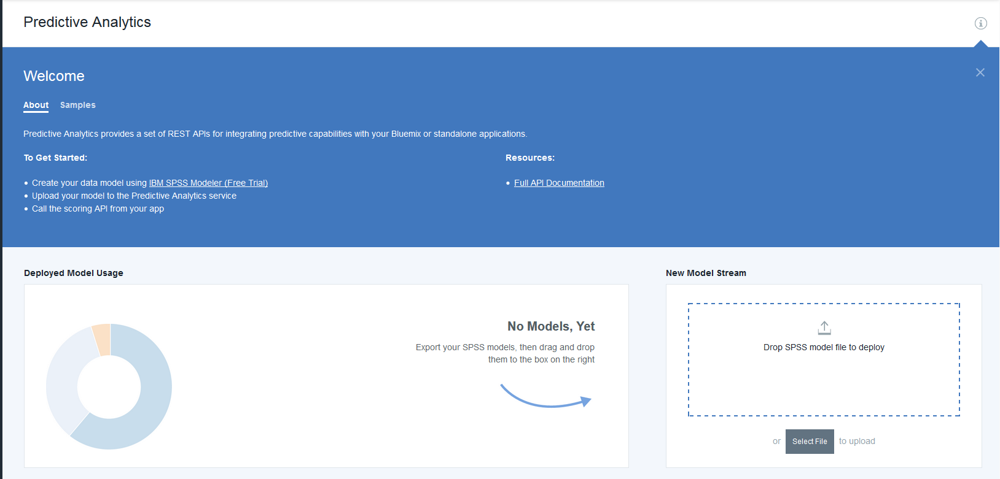 Predictive Analytics
Welcome
About Samples
Predictive Analytics provides a set of REST APIs for integrating predictive capabilities with your Bluemix or standalone applications.
To Get Started:
• Create your data model using IBM SPSS Modeler (Free Trial)
• Upload your model to the Predictive Analytics service
• Call the scoring API from your app
Resources:
• Full API Documentation
Deployed Model Usage
No Models, Yet
Export your SPSS models, then drag and drop
them to the box on the right
New Model Stream
Drop SPSS model file to deploy
or Select File to upload